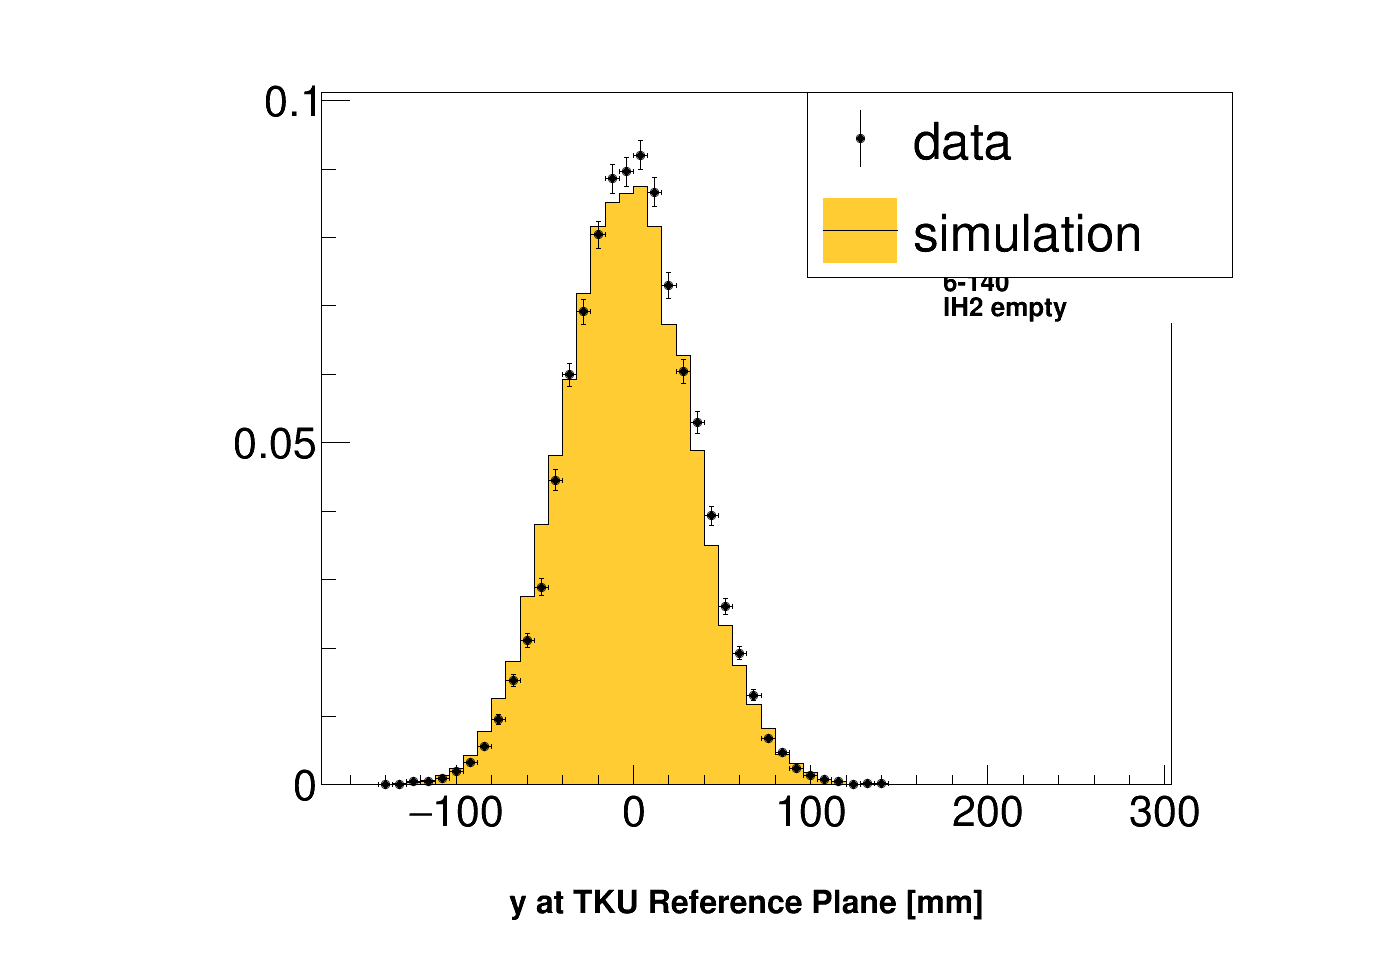 0.1
data
simulation
6-140
lH2 empty
0.05
0
−100
0
100
200
300
y at TKU Reference Plane [mm]